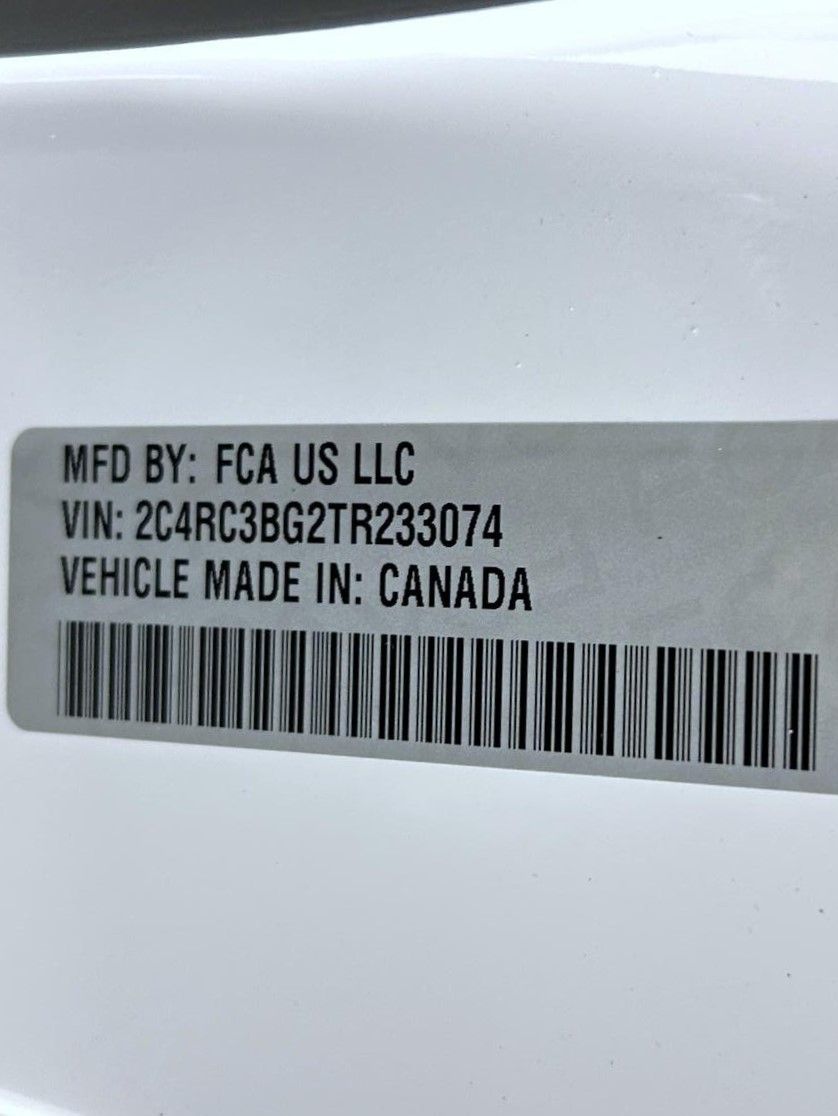 MFD BY: FCA US LLC
VIN: 2C4RC3BG2TR233074
VEHICLE MADE IN: CANADA